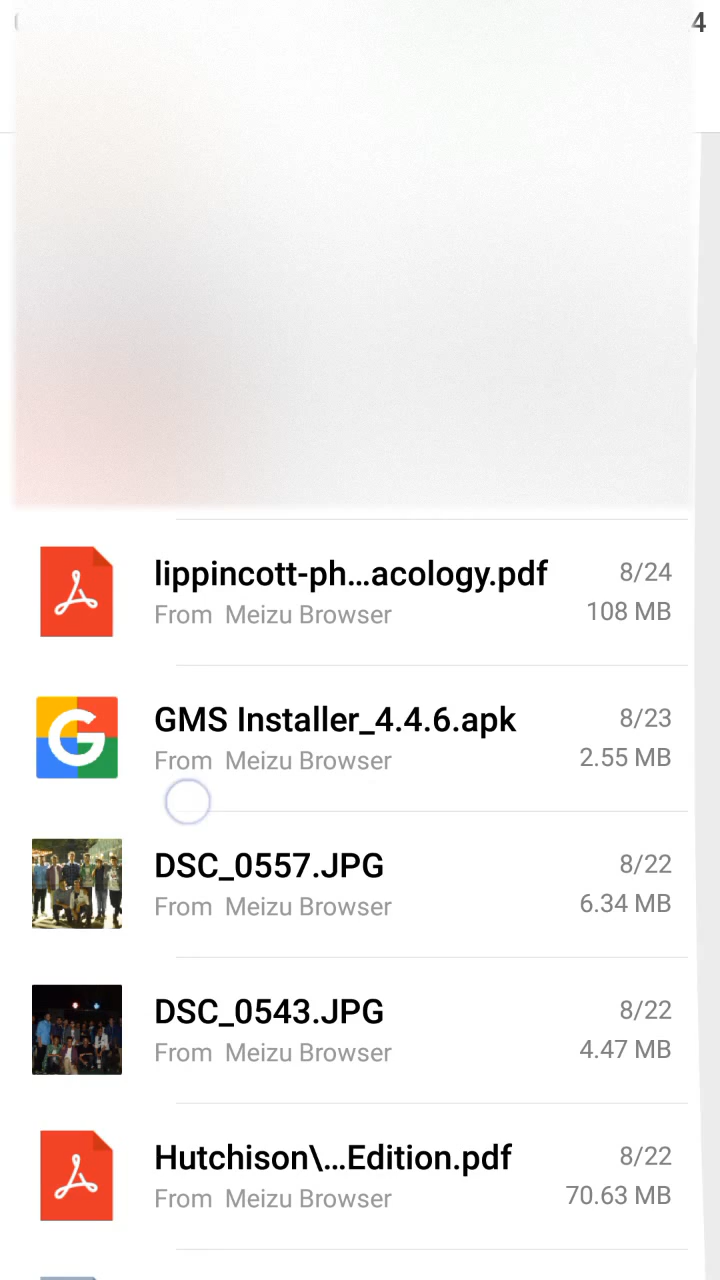 4
lippincott-ph...acology.pdf
8/24
From Meizu Browser
108 MB
GMS Installer_4.4.6.apk
8/23
From Meizu Browser
2.55 MB
DSC_0557.JPG
8/22
From Meizu Browser
6.34 MB
DSC_0543.JPG
8/22
From Meizu Browser
4.47 MB
Hutchison\...Edition.pdf
8/22
From Meizu Browser
70.63 MB